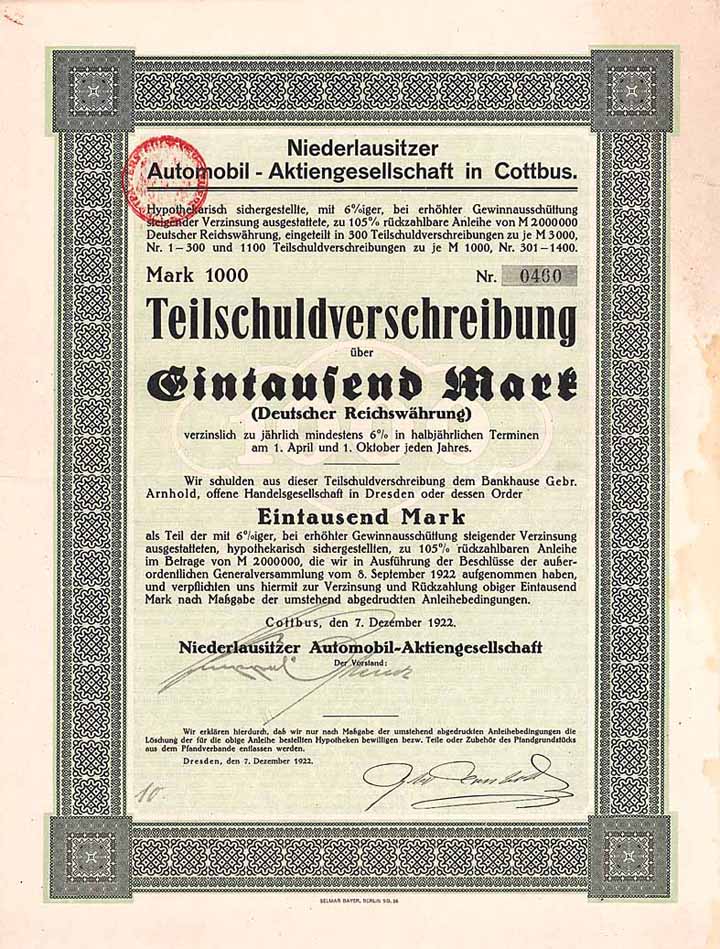 Niederlausitzer
Automobil - Aktiengesellschaft in Cottbus.
Hypothekarisch sichergestellte, mit 6%iger, bei erhöhter Gewinnausschüttung
steigender Verzinsung ausgestattete, zu 105% rückzahlbare Anleihe von M 2000000
Deutscher Reichswährung, eingeteilt in 300 Teilschuldverschreibungen zu je M 3000,
Nr. 1-300 und 1100 Teilschuldverschreibungen zu je M 1000, Nr. 301-1400.
Mark 1000 Nr. 0460
Teilschuldverschreibung
über
Eintausend Mark
(Deutscher Reichswährung)
verzinslich zu jährlich mindestens 6% in halbjährlichen Terminen
am 1. April und 1. Oktober jeden Jahres.
Wir schulden aus dieser Teilschuldverschreibung dem Bankhause Gebr.
Arnhold, offene Handelsgesellschaft in Dresden oder dessen Order
Eintausend Mark
als Teil der mit 6%iger, bei erhöhter Gewinnausschüttung steigender Verzinsung
ausgestatteten, hypothekarisch sichergestellten, zu 105% rückzahlbaren Anleihe
im Betrage von M 2000000, die wir in Ausführung der Beschlüsse der außer-
ordentlichen Generalversammlung vom 8. September 1922 aufgenommen haben,
und verpflichten uns hiermit zur Verzinsung und Rückzahlung obiger Eintausend
Mark nach Maßgabe der umstehend abgedruckten Anleihebedingungen.
Cottbus, den 7. Dezember 1922.
Niederlausitzer Automobil-Aktiengesellschaft
Der Vorstand:
Wir erklären hierdurch, daß wir nur nach Maßgabe der umstehend abgedruckten Anleihebedingungen die
Löschung der für die obige Anleihe bestellten Hypotheken bewilligen bezw. Teile oder Zubehör des Pfandgrundstücks
aus dem Pfandverbande entlassen werden.
Dresden, den 7. Dezember 1922.
10.
SELMAR BAYER, BERLIN SO. 36